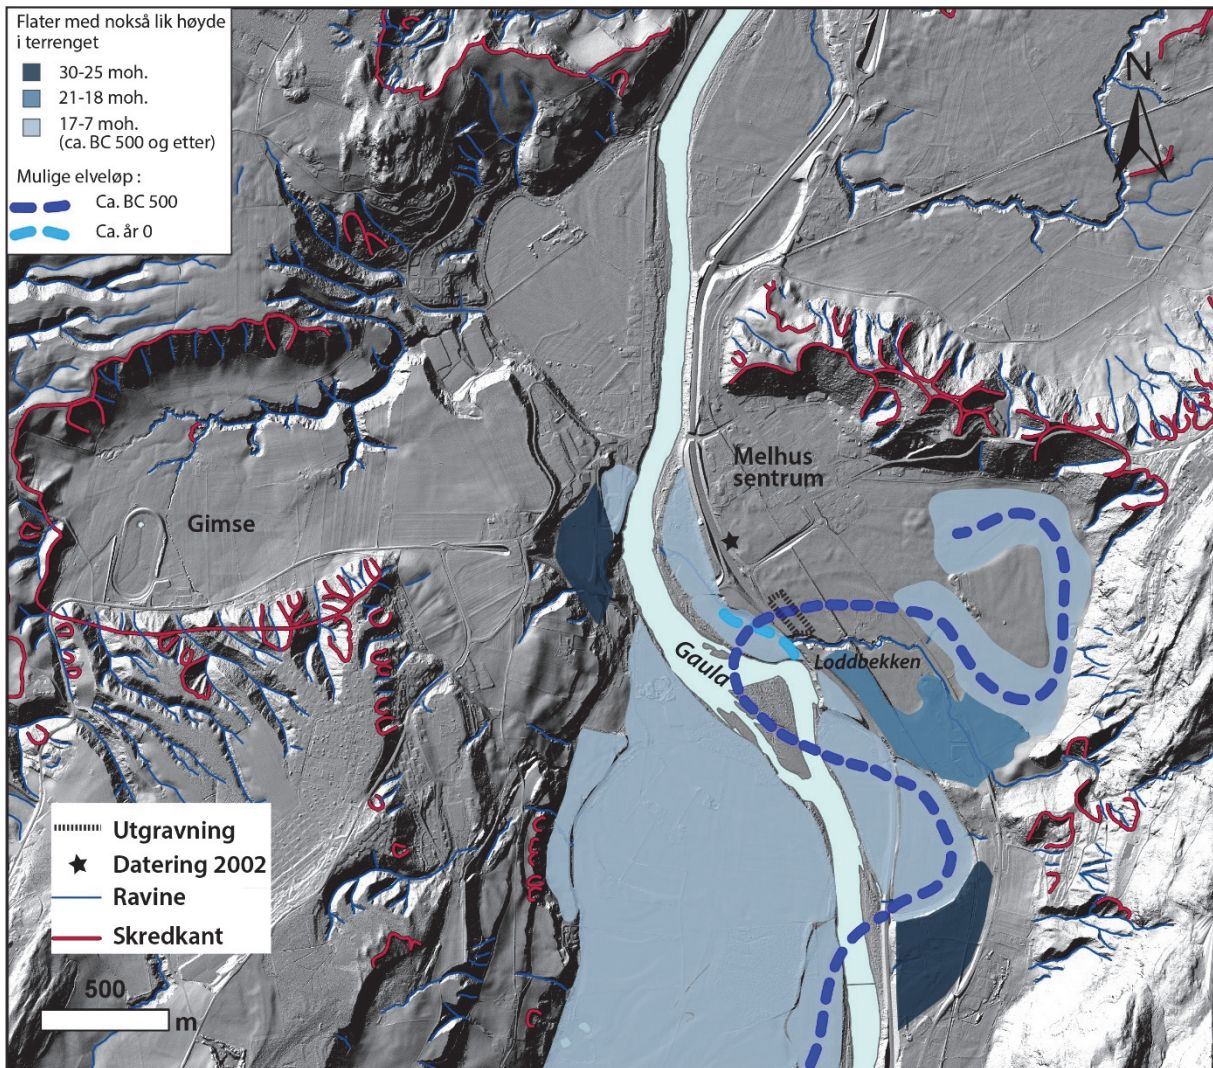 Flater med nokså lik høyde
i terrenget
30-25 moh.
21-18 moh.
17-7 moh.
(ca. BC 500 og etter)
Mulige elveløp :
Ca. BC 500
Ca. år 0
N
Melhus
sentrum
Gimse
Gaula
Loddbekken
Utgravning
Datering 2002
Ravine
Skredkant
500
m